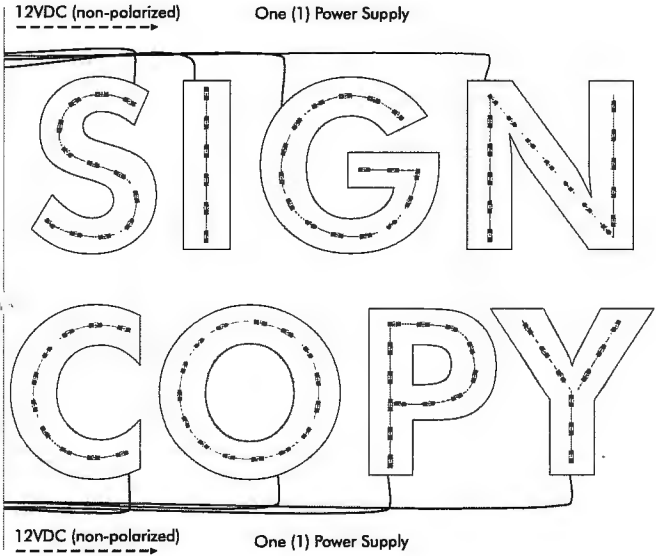 12VDC (non-polarized) One (1) Power Supply
SIGN
COPY
12VDC (non-polarized) One (1) Power Supply